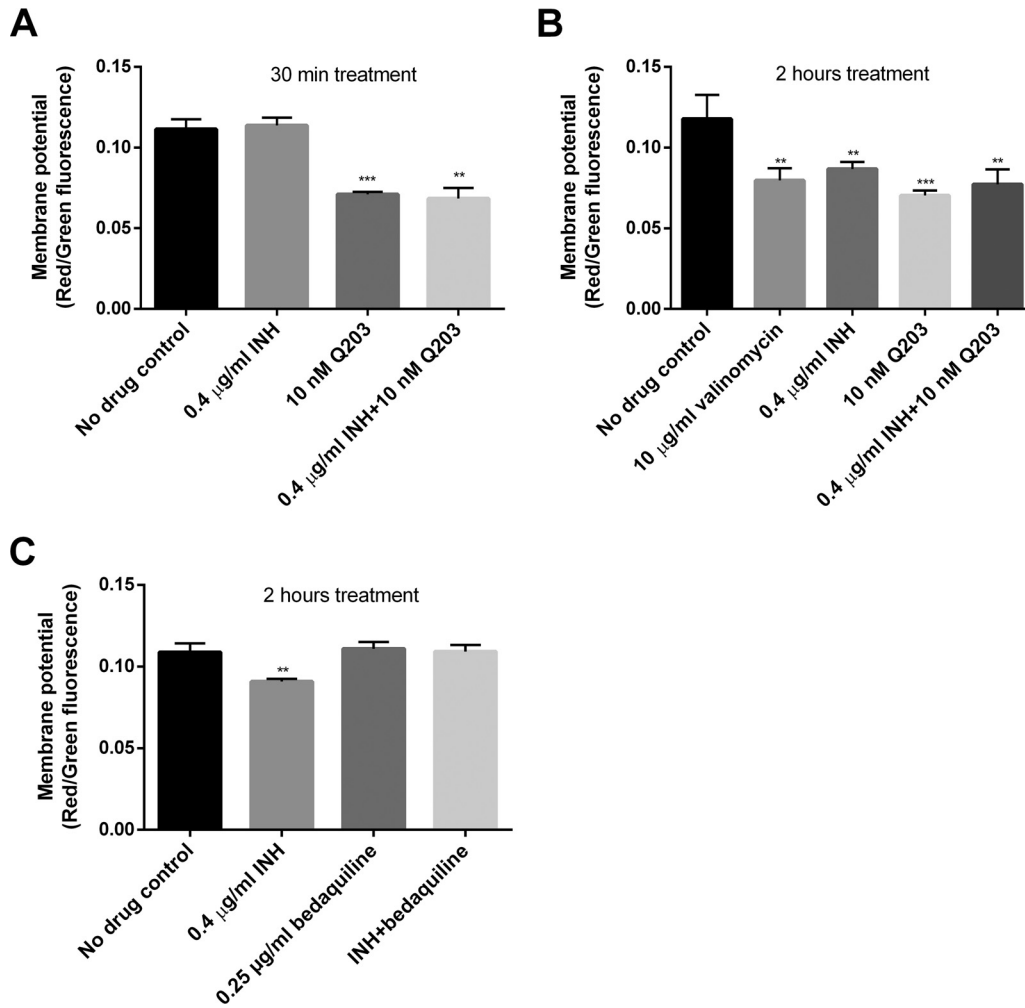 A
Membrane potential
(Red/Green fluorescence)
0.15
0.10
0.05
0.00
30 min treatment
***
**
No drug control
0.4 μg/ml INH
10 nM Q203
0.4 μg/ml INH+10 nM Q203
B
Membrane potential
(Red/Green fluorescence)
0.15
0.10
0.05
0.00
2 hours treatment
**
**
***
**
No drug control
10 μg/ml valinomycin
0.4 μg/ml INH
10 nM Q203
0.4 μg/ml INH+10 nM Q203
C
Membrane potential
(Red/Green fluorescence)
0.15
0.10
0.05
0.00
2 hours treatment
**
No drug control
0.4 μg/ml INH
0.25 μg/ml bedaquiline
INH+bedaquiline